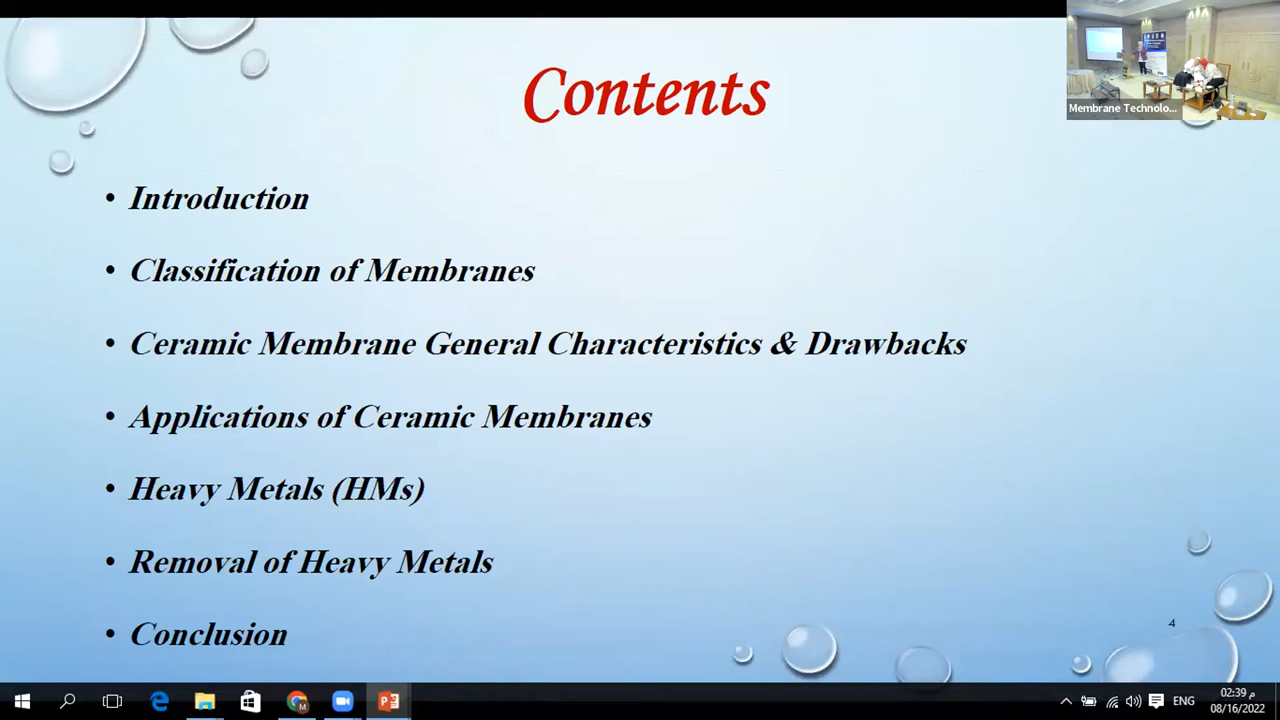 Contents
Membrane Technolo...
• Introduction
• Classification of Membranes
• Ceramic Membrane General Characteristics & Drawbacks
• Applications of Ceramic Membranes
• Heavy Metals (HMs)
• Removal of Heavy Metals
• Conclusion
4
ENG
02:39 م
08/16/2022